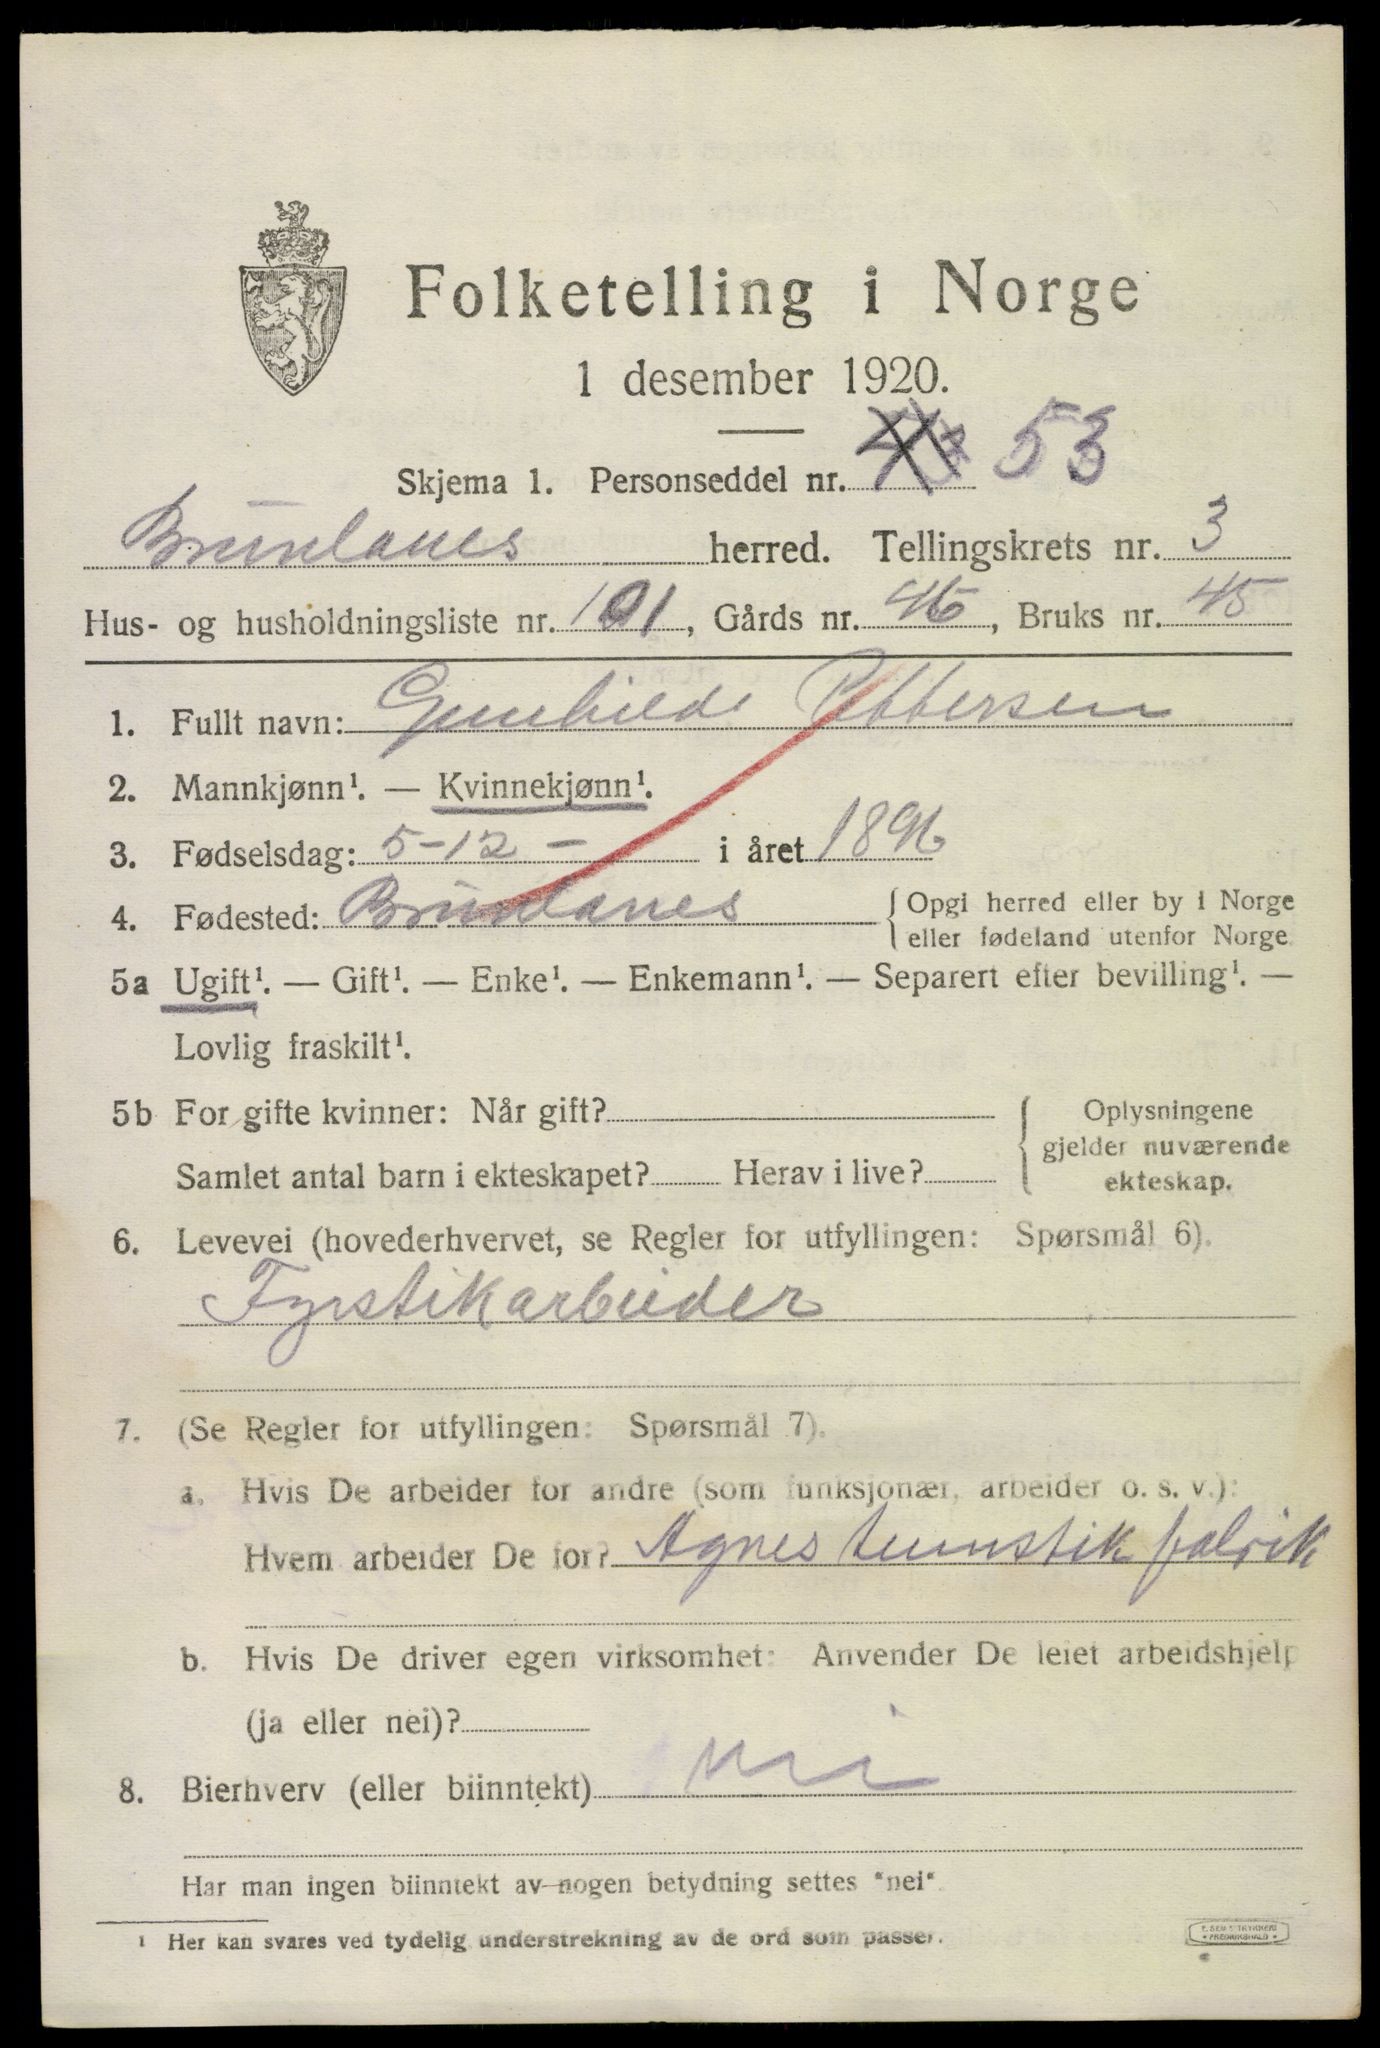 Folketelling i Norge
1 desember 1920.
Skjema 1. Personseddel nr. 53
Brunlanes herred. Tellingskrets nr. 3
Hus- og husholdningsliste nr. 101, Gårds nr. 46, Bruks nr. 45
1. Fullt navn: Gunhilde Pettersen
2. Mannkjønn¹. — Kvinnekjønn¹.
3. Fødselsdag: 5-12 - i året 1896
4. Fødested: Brunlanes { Opgi herred eller by i Norge
eller fødeland utenfor Norge
5a Ugift¹. — Gift¹. — Enke¹. — Enkemann¹. — Separert efter bevilling¹. —
Lovlig fraskilt¹.
5b For gifte kvinner: Når gift? { Oplysningene
gjelder nuværende
Samlet antal barn i ekteskapet? Herav i live? ekteskap.
6. Levevei (hovederhvervet, se Regler for utfyllingen: Spørsmål 6).
Fyrstikarbeider
7. (Se Regler for utfyllingen: Spørsmål 7).
a. Hvis De arbeider for andre (som funksjonær, arbeider o. s. v.):
Hvem arbeider De for? Agnes tennstik fabrik
b. Hvis De driver egen virksomhet: Anvender De leiet arbeidshjelp
(ja eller nei)?
8. Bierhverv (eller biinntekt) nei
Har man ingen biinntekt av nogen betydning settes "nei".
¹ Her kan svares ved tydelig understrekning av de ord som passer.
E. SEM'S TRYKKERI
• FREDRIKSHALD •